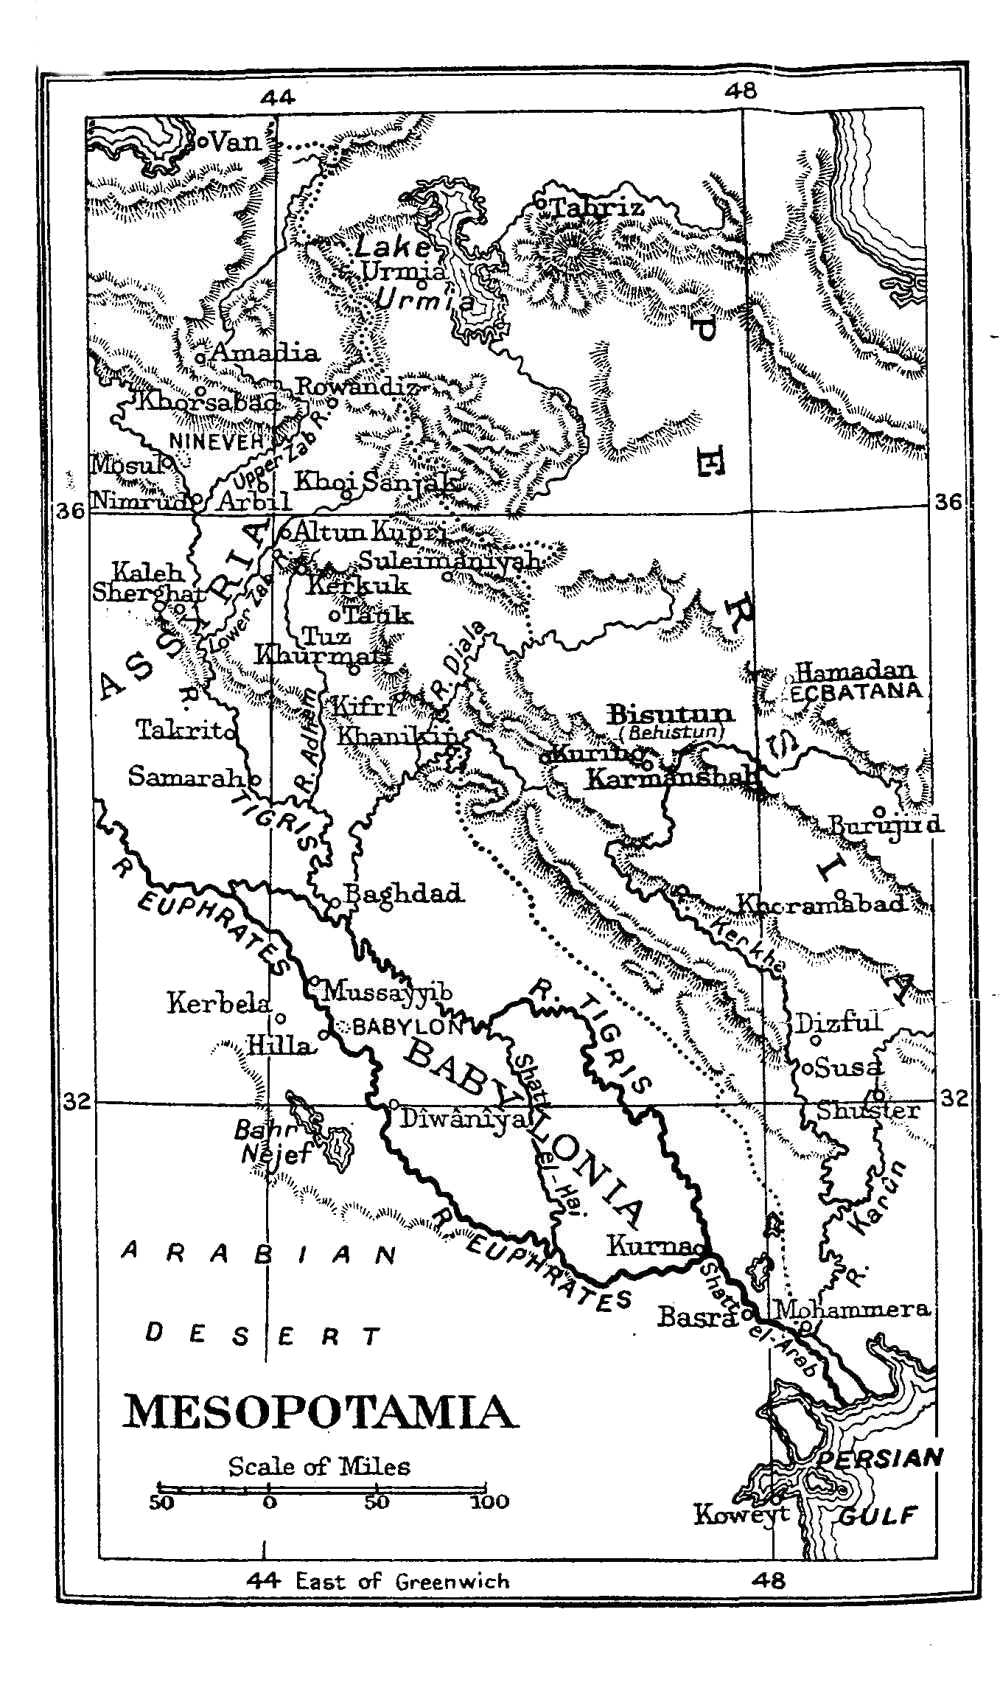 44
48
Van
Tabriz
Lake
Urmia
Urmia
Amadia
Rowandiz
Khorsabad
NINEVEH
Upper Zab R.
Mosul
Khoi Sanjak
Nimrud
Arbil
36
36
Altun Kupri
Suleimaniyah
Kaleh
Sherghat
Kerkuk
Lower Zab R.
Tauk
Tuz
Khurmati
ASSYRIA
R. Diala
PERSIA
Hamadan
ECBATANA
R.
TIGRIS
R. Adham
Kifri
Bisutun
(Behistun)
Takrit
Khanikin
Kurind
Karmanshah
Samarah
Burujird
R.
EUPHRATES
Baghdad
Khoramabad
R. Kerkha
Mussayyib
R. TIGRIS
Kerbela
BABYLON
Dizful
Hilla
Susa
BABYLONIA
Shatt
el-Hai
32
32
Dîwânîya
Shuster
Bahr
Nejef
R. Karûn
R. EUPHRATES
Kurna
ARABIAN
DESERT
Shatt
el-Arab
Basra
Mohammera
MESOPOTAMIA
Scale of Miles
50 0 50 100
PERSIAN
GULF
Koweyt
44 East of Greenwich
48